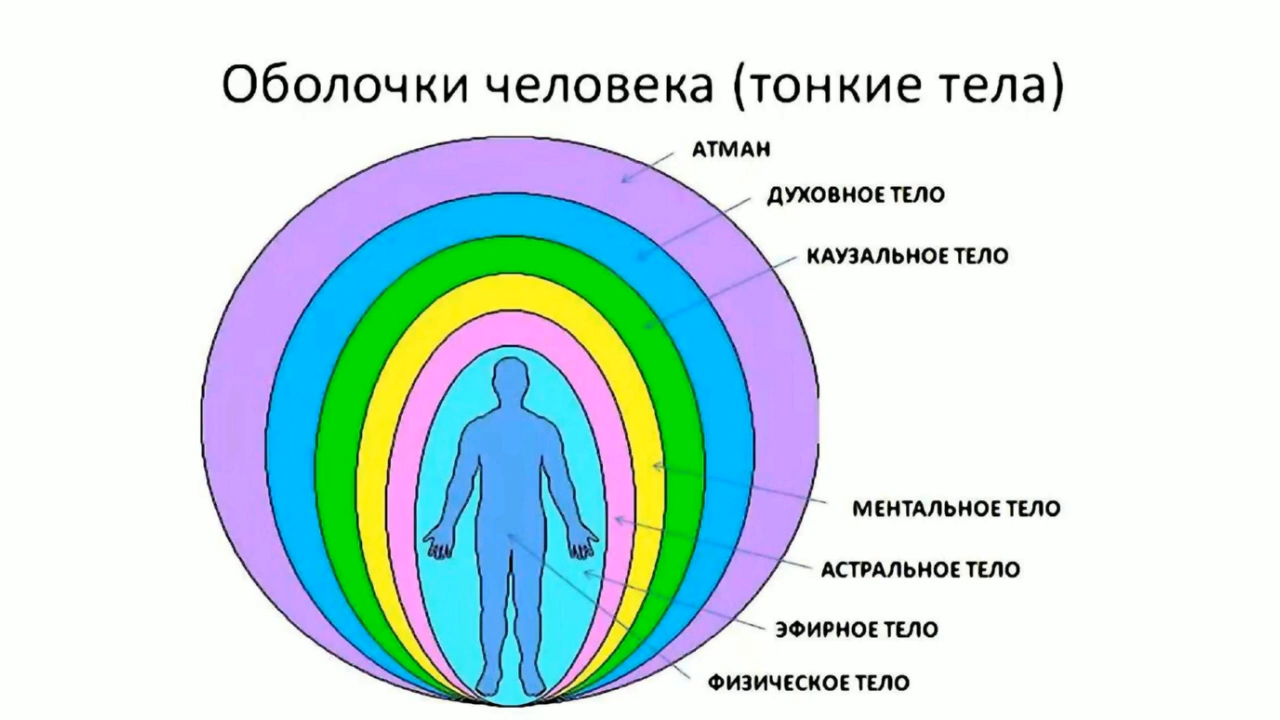 Оболочки человека (тонкие тела)
АТМАН
ДУХОВНОЕ ТЕЛО
КАУЗАЛЬНОЕ ТЕЛО
МЕНТАЛЬНОЕ ТЕЛО
АСТРАЛЬНОЕ ТЕЛО
ЭФИРНОЕ ТЕЛО
ФИЗИЧЕСКОЕ ТЕЛО